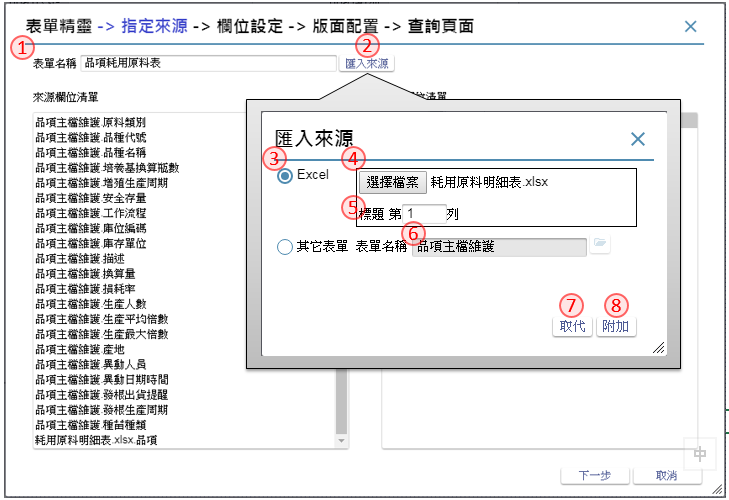 表單精靈 -> 指定來源 -> 欄位設定 -> 版面配置 -> 查詢頁面
1
2
表單名稱 品項耗用原料表 匯入來源
來源欄位清單
品項主檔維護.原料類別
品項主檔維護.品種代號
品項主檔維護.品種名稱
品項主檔維護.培養基換算瓶數
品項主檔維護.增殖生產周期
品項主檔維護.安全存量
品項主檔維護.工作流程
品項主檔維護.庫位編碼
品項主檔維護.庫存單位
品項主檔維護.描述
品項主檔維護.換算量
品項主檔維護.損耗率
品項主檔維護.生產人數
品項主檔維護.生產平均倍數
品項主檔維護.生產最大倍數
品項主檔維護.產地
品項主檔維護.異動人員
品項主檔維護.異動日期時間
品項主檔維護.發根出貨提醒
品項主檔維護.發根生產周期
品項主檔維護.種苗種類
耗用原料明細表.xlsx.品項
清單
匯入來源
3
4
Excel 選擇檔案 耗用原料明細表.xlsx
5
標題 第 1 列
6
其它表單 表單名稱 品項主檔維護
7
8
取代 附加
中
下一步 取消